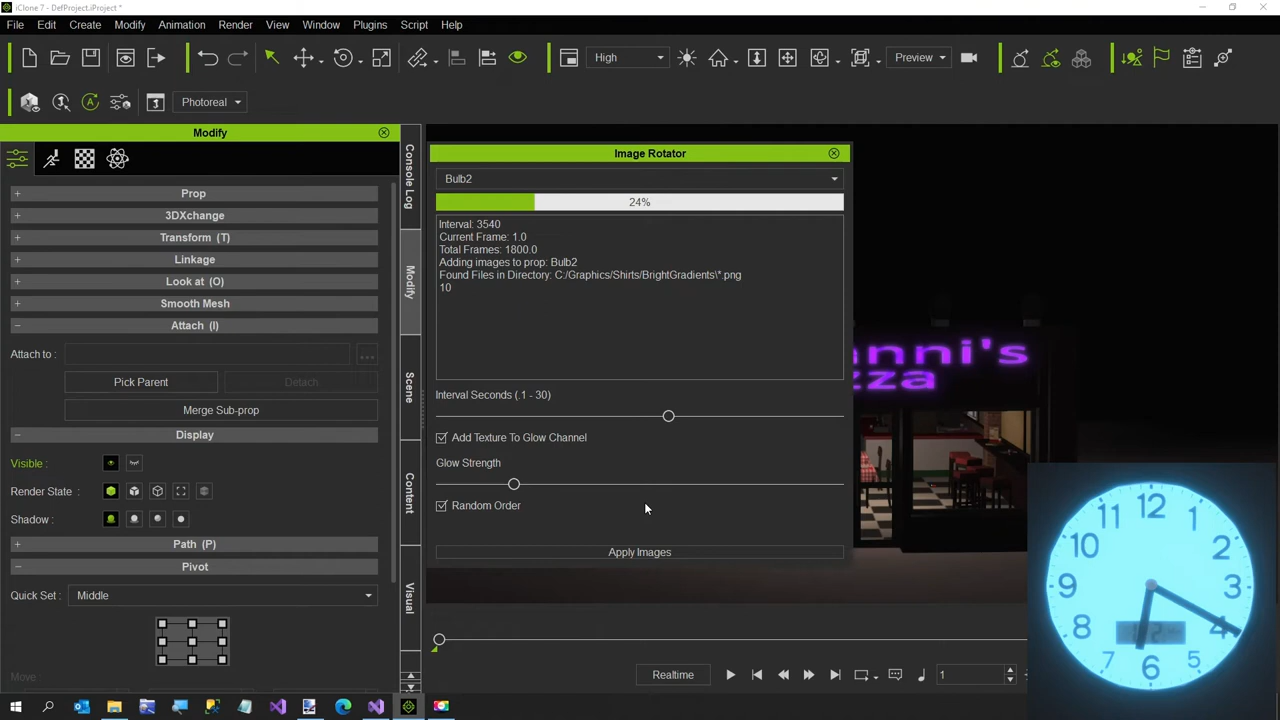 iClone 7 - DefProject.iProject *
File Edit Create Modify Animation Render View Window Plugins Script Help
High
Preview
Photoreal
Modify
Prop
3DXchange
Transform (T)
Linkage
Look at (O)
Smooth Mesh
Attach (I)
Attach to :
Pick Parent Detach
Merge Sub-prop
Display
Visible :
Render State :
Shadow :
Path (P)
Pivot
Quick Set : Middle
Move :
Console Log
Modify
Scene
Content
Visual
Image Rotator
Bulb2
24%
Interval: 3540
Current Frame: 1.0
Total Frames: 1800.0
Adding images to prop: Bulb2
Found Files in Directory: C:/Graphics/Shirts/BrightGradients\*.png
10
Interval Seconds (.1 - 30)
Add Texture To Glow Channel
Glow Strength
Random Order
Apply Images
anni's
zza
Realtime
1
12
1
2
3
4
5
6
7
8
9
10
11